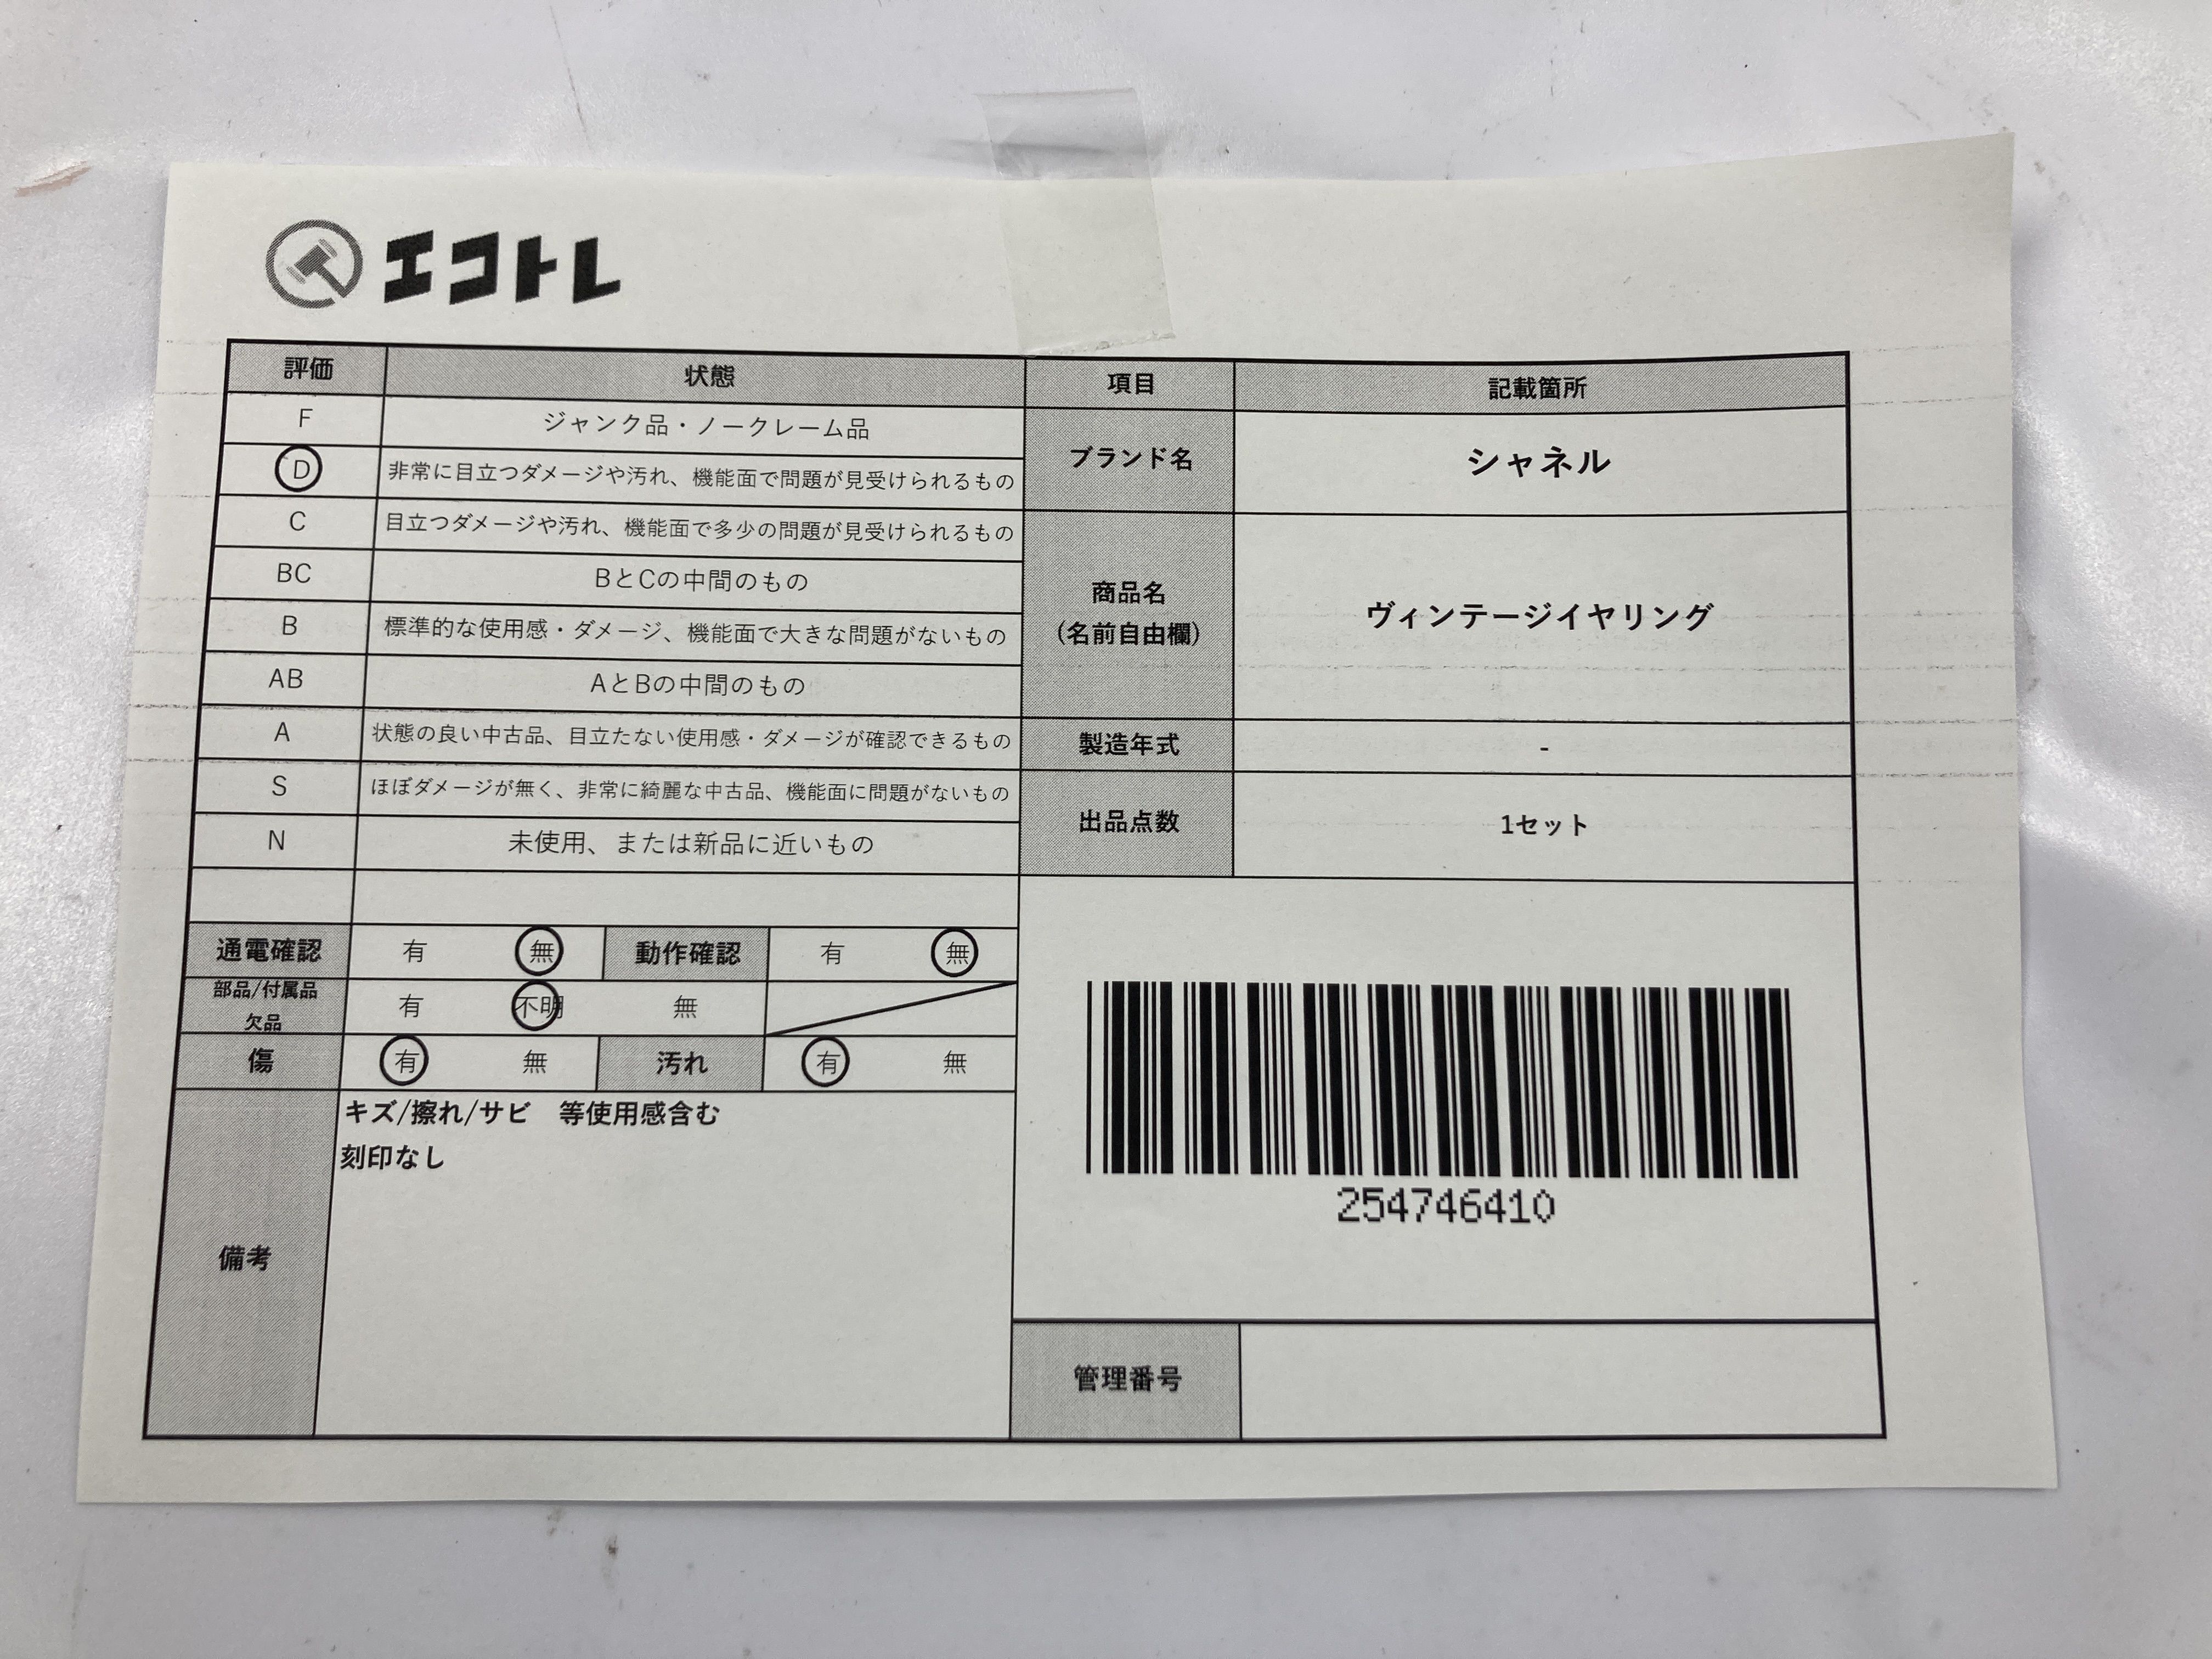 エコトレ
評価 状態
F ジャンク品・ノークレーム品
D 非常に目立つダメージや汚れ、機能面で問題が見受けられるもの
C 目立つダメージや汚れ、機能面で多少の問題が見受けられるもの
BC BとCの中間のもの
B 標準的な使用感・ダメージ、機能面で大きな問題がないもの
AB AとBの中間のもの
A 状態の良い中古品、目立たない使用感・ダメージが確認できるもの
S ほぼダメージが無く、非常に綺麗な中古品、機能面に問題がないもの
N 未使用、または新品に近いもの
通電確認 有 無 動作確認 有 無
部品/付属品
欠品 有 不明 無
傷 有 無 汚れ 有 無
備考
キズ/擦れ/サビ 等使用感含む
刻印なし
項目 記載箇所
ブランド名 シャネル
商品名
(名前自由欄) ヴィンテージイヤリング
製造年式 -
出品点数 1セット
254746410
管理番号